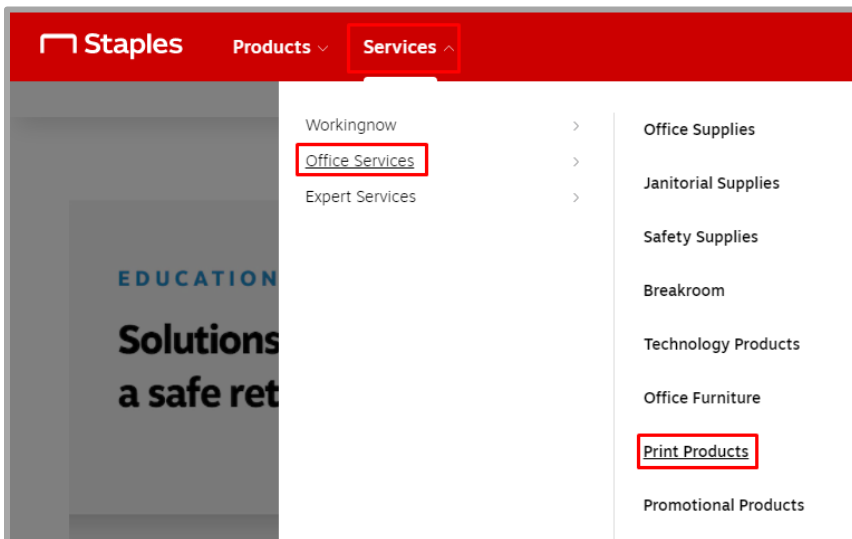 Staples
Products
Services
Workingnow
Office Services
Expert Services
Office Supplies
Janitorial Supplies
Safety Supplies
Breakroom
Technology Products
Office Furniture
Print Products
Promotional Products
EDUCATION
Solutions
a safe ret